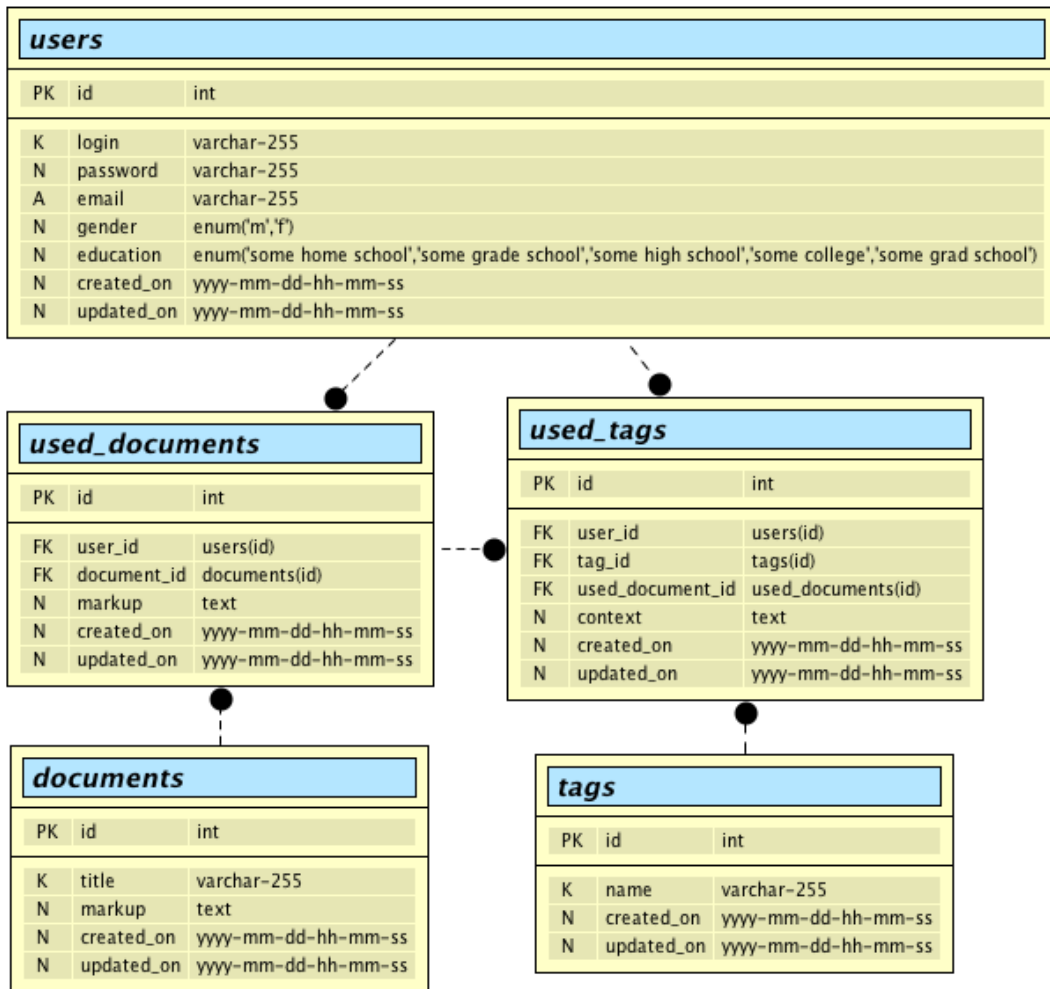 users
PK id int
K login varchar-255
N password varchar-255
A email varchar-255
N gender enum('m','f')
N education enum('some home school','some grade school','some high school','some college','some grad school')
N created_on yyyy-mm-dd-hh-mm-ss
N updated_on yyyy-mm-dd-hh-mm-ss
used_documents
PK id int
FK user_id users(id)
FK document_id documents(id)
N markup text
N created_on yyyy-mm-dd-hh-mm-ss
N updated_on yyyy-mm-dd-hh-mm-ss
used_tags
PK id int
FK user_id users(id)
FK tag_id tags(id)
FK used_document_id used_documents(id)
N context text
N created_on yyyy-mm-dd-hh-mm-ss
N updated_on yyyy-mm-dd-hh-mm-ss
documents
PK id int
K title varchar-255
N markup text
N created_on yyyy-mm-dd-hh-mm-ss
N updated_on yyyy-mm-dd-hh-mm-ss
tags
PK id int
K name varchar-255
N created_on yyyy-mm-dd-hh-mm-ss
N updated_on yyyy-mm-dd-hh-mm-ss